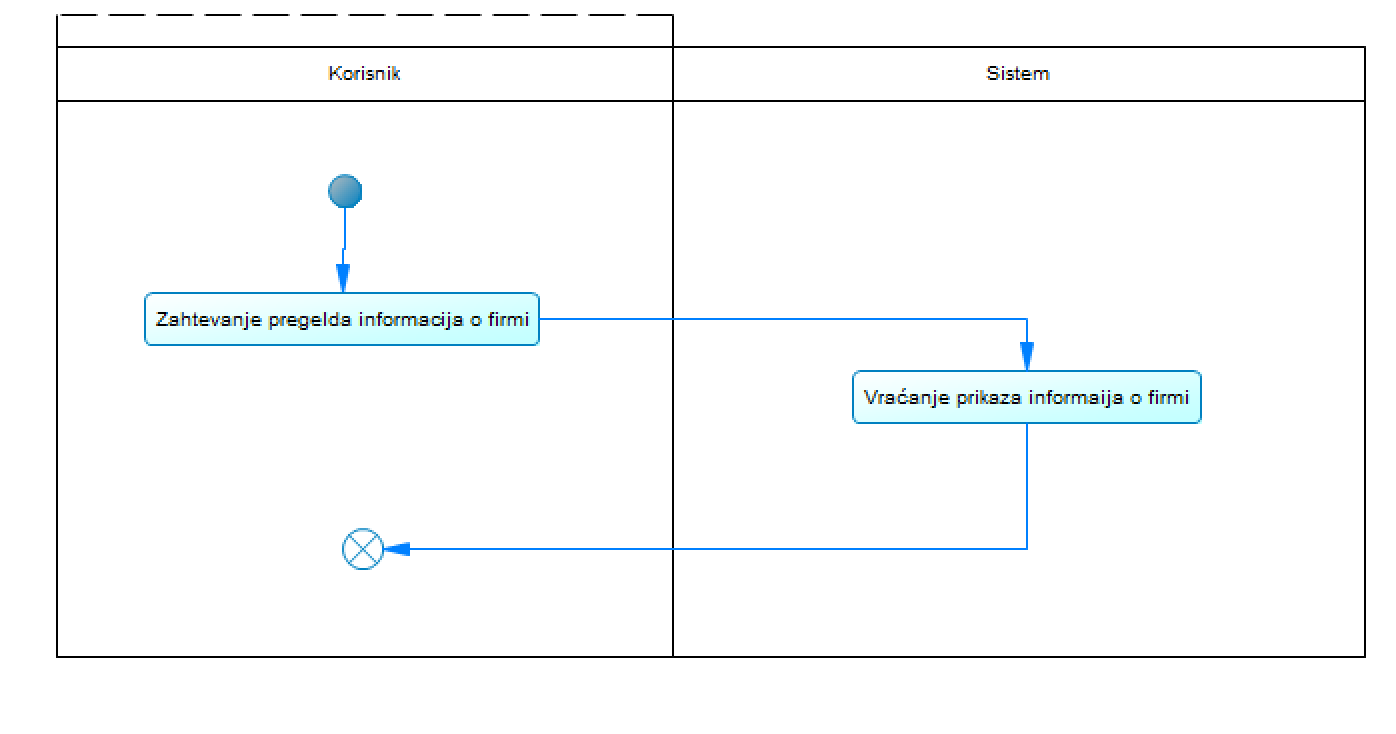 Korisnik
Sistem
Zahtevanje pregelda informacija o firmi
Vraćanje prikaza informaija o firmi